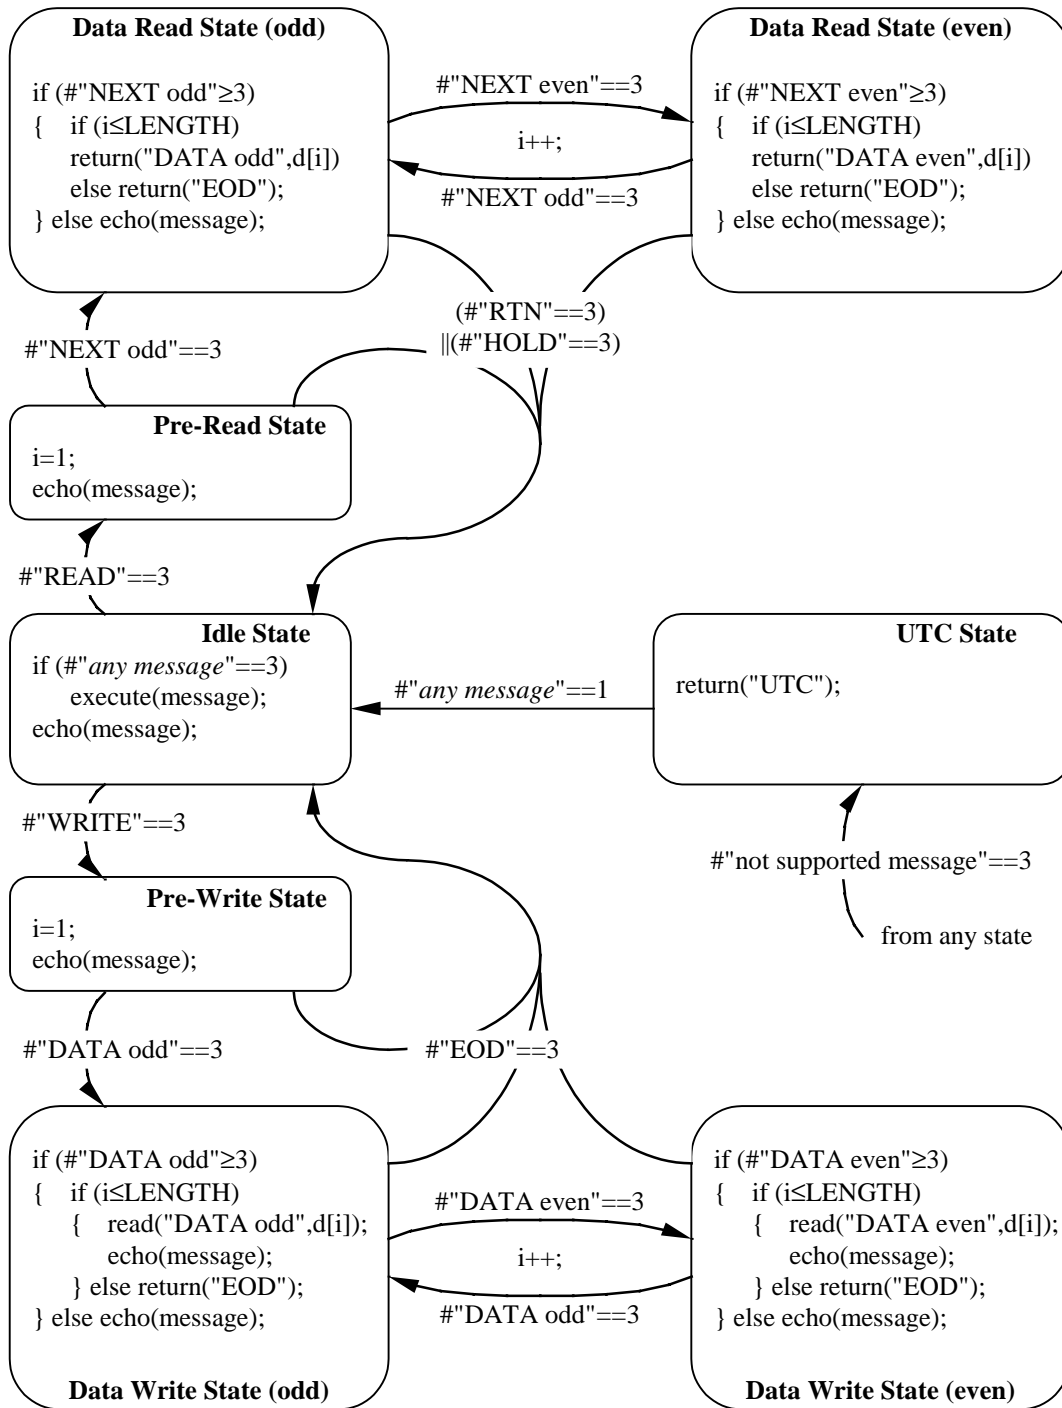 Data Read State (odd)
if (#"NEXT odd"≥3)
{ if (i≤LENGTH)
return("DATA odd",d[i])
else return("EOD");
} else echo(message);
#"NEXT even"==3
i++;
#"NEXT odd"==3
Data Read State (even)
if (#"NEXT even"≥3)
{ if (i≤LENGTH)
return("DATA even",d[i])
else return("EOD");
} else echo(message);
(#"RTN"==3)
||(#"HOLD"==3)
#"NEXT odd"==3
Pre-Read State
i=1;
echo(message);
#"READ"==3
Idle State
if (#"any message"==3)
execute(message);
echo(message);
#"any message"==1
UTC State
return("UTC");
#"WRITE"==3
#"not supported message"==3
from any state
Pre-Write State
i=1;
echo(message);
#"DATA odd"==3
#"EOD"==3
if (#"DATA odd"≥3)
{ if (i≤LENGTH)
{ read("DATA odd",d[i]);
echo(message);
} else return("EOD");
} else echo(message);
Data Write State (odd)
#"DATA even"==3
i++;
#"DATA odd"==3
if (#"DATA even"≥3)
{ if (i≤LENGTH)
{ read("DATA even",d[i]);
echo(message);
} else return("EOD");
} else echo(message);
Data Write State (even)